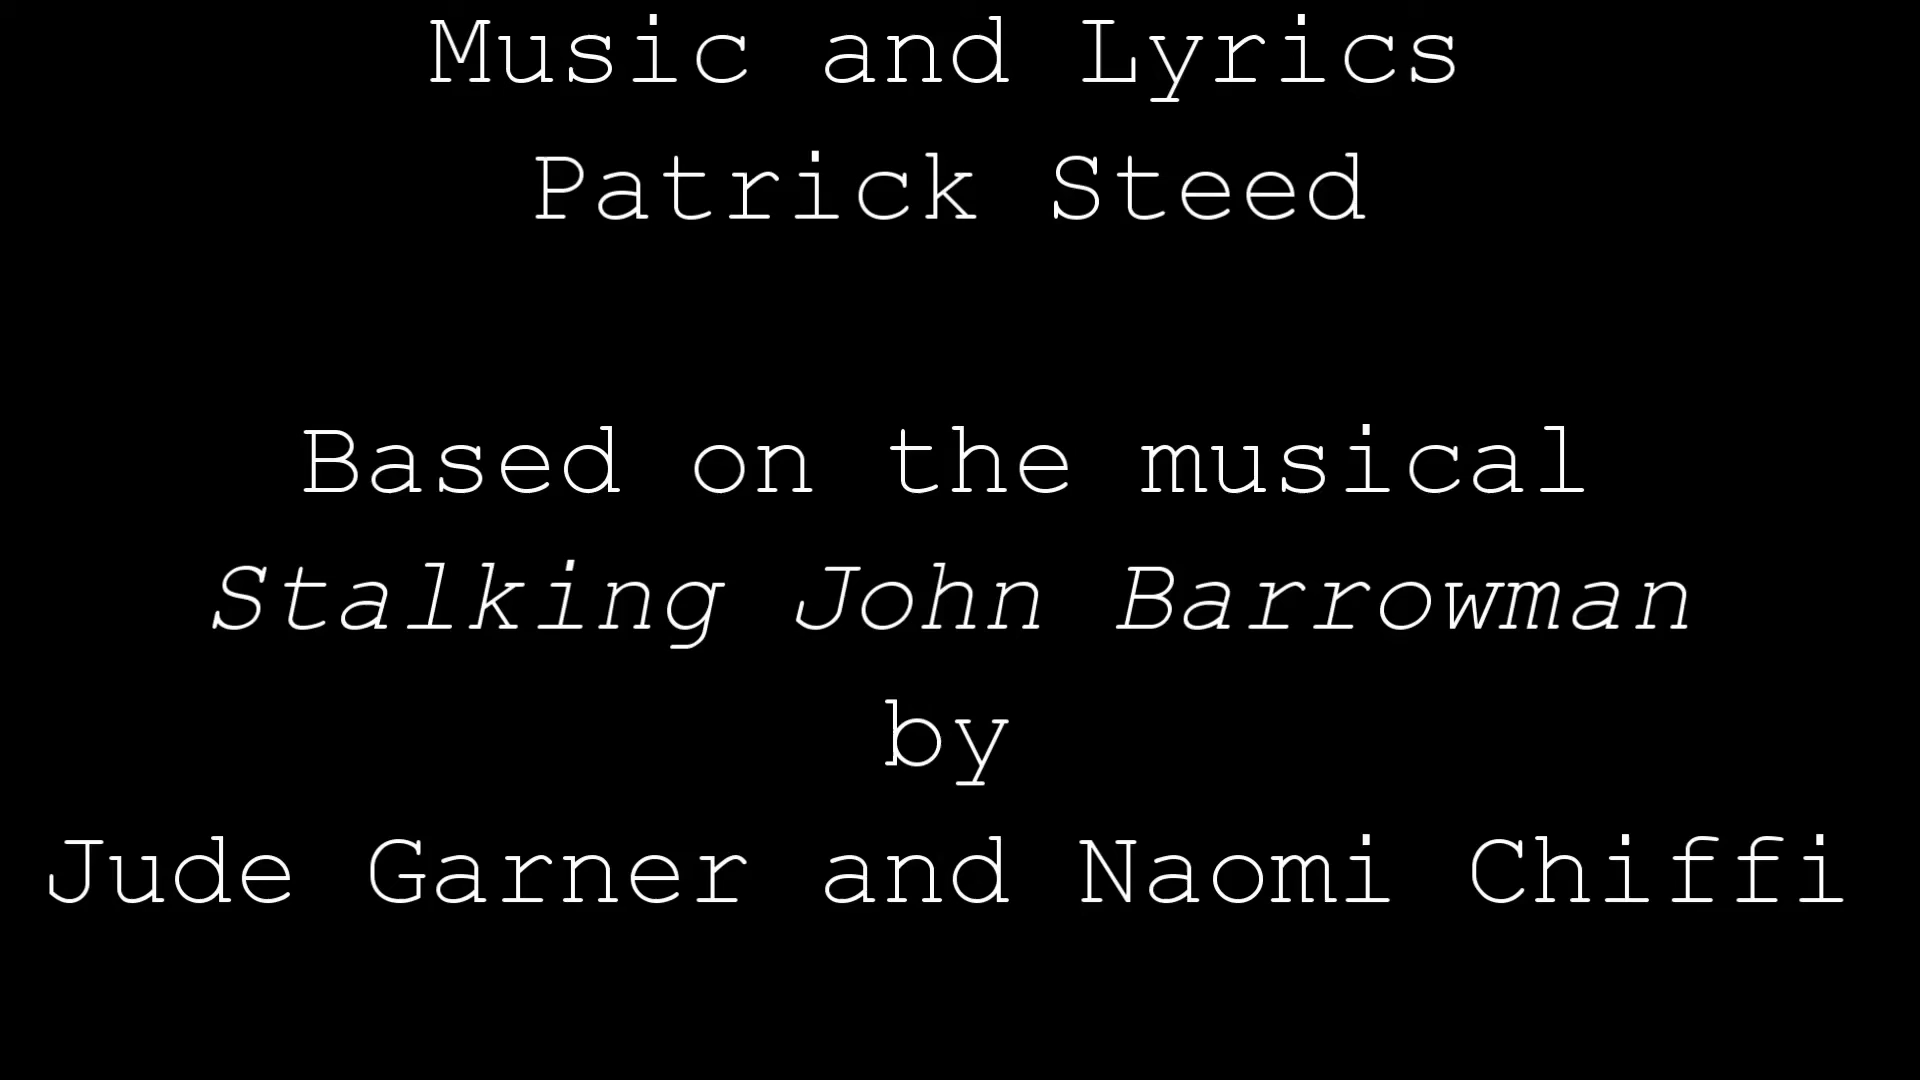 Music and Lyrics
Patrick Steed
Based on the musical
Stalking John Barrowman
by
Jude Garner and Naomi Chiffi